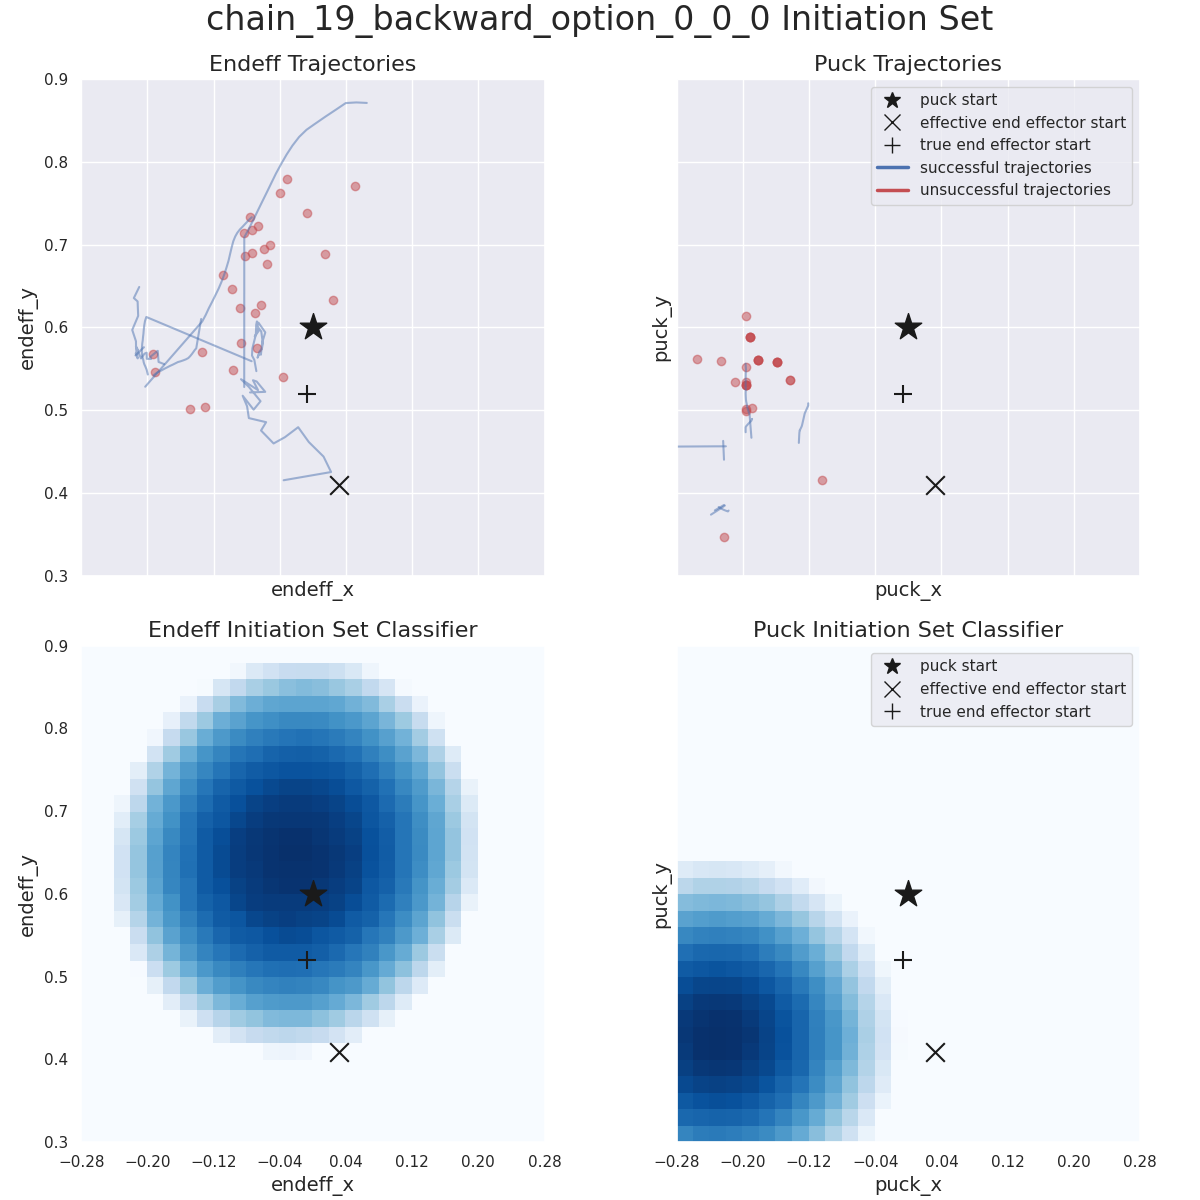 chain_19_backward_option_0_0_0 Initiation Set
Endeff Trajectories
0.9
0.8
0.7
0.6
0.5
0.4
0.3
endeff_y
endeff_x
Puck Trajectories
puck start
effective end effector start
true end effector start
successful trajectories
unsuccessful trajectories
puck_y
puck_x
Endeff Initiation Set Classifier
0.9
0.8
0.7
0.6
0.5
0.4
0.3
endeff_y
−0.28 −0.20 −0.12 −0.04 0.04 0.12 0.20 0.28
endeff_x
Puck Initiation Set Classifier
puck start
effective end effector start
true end effector start
puck_y
−0.28 −0.20 −0.12 −0.04 0.04 0.12 0.20 0.28
puck_x